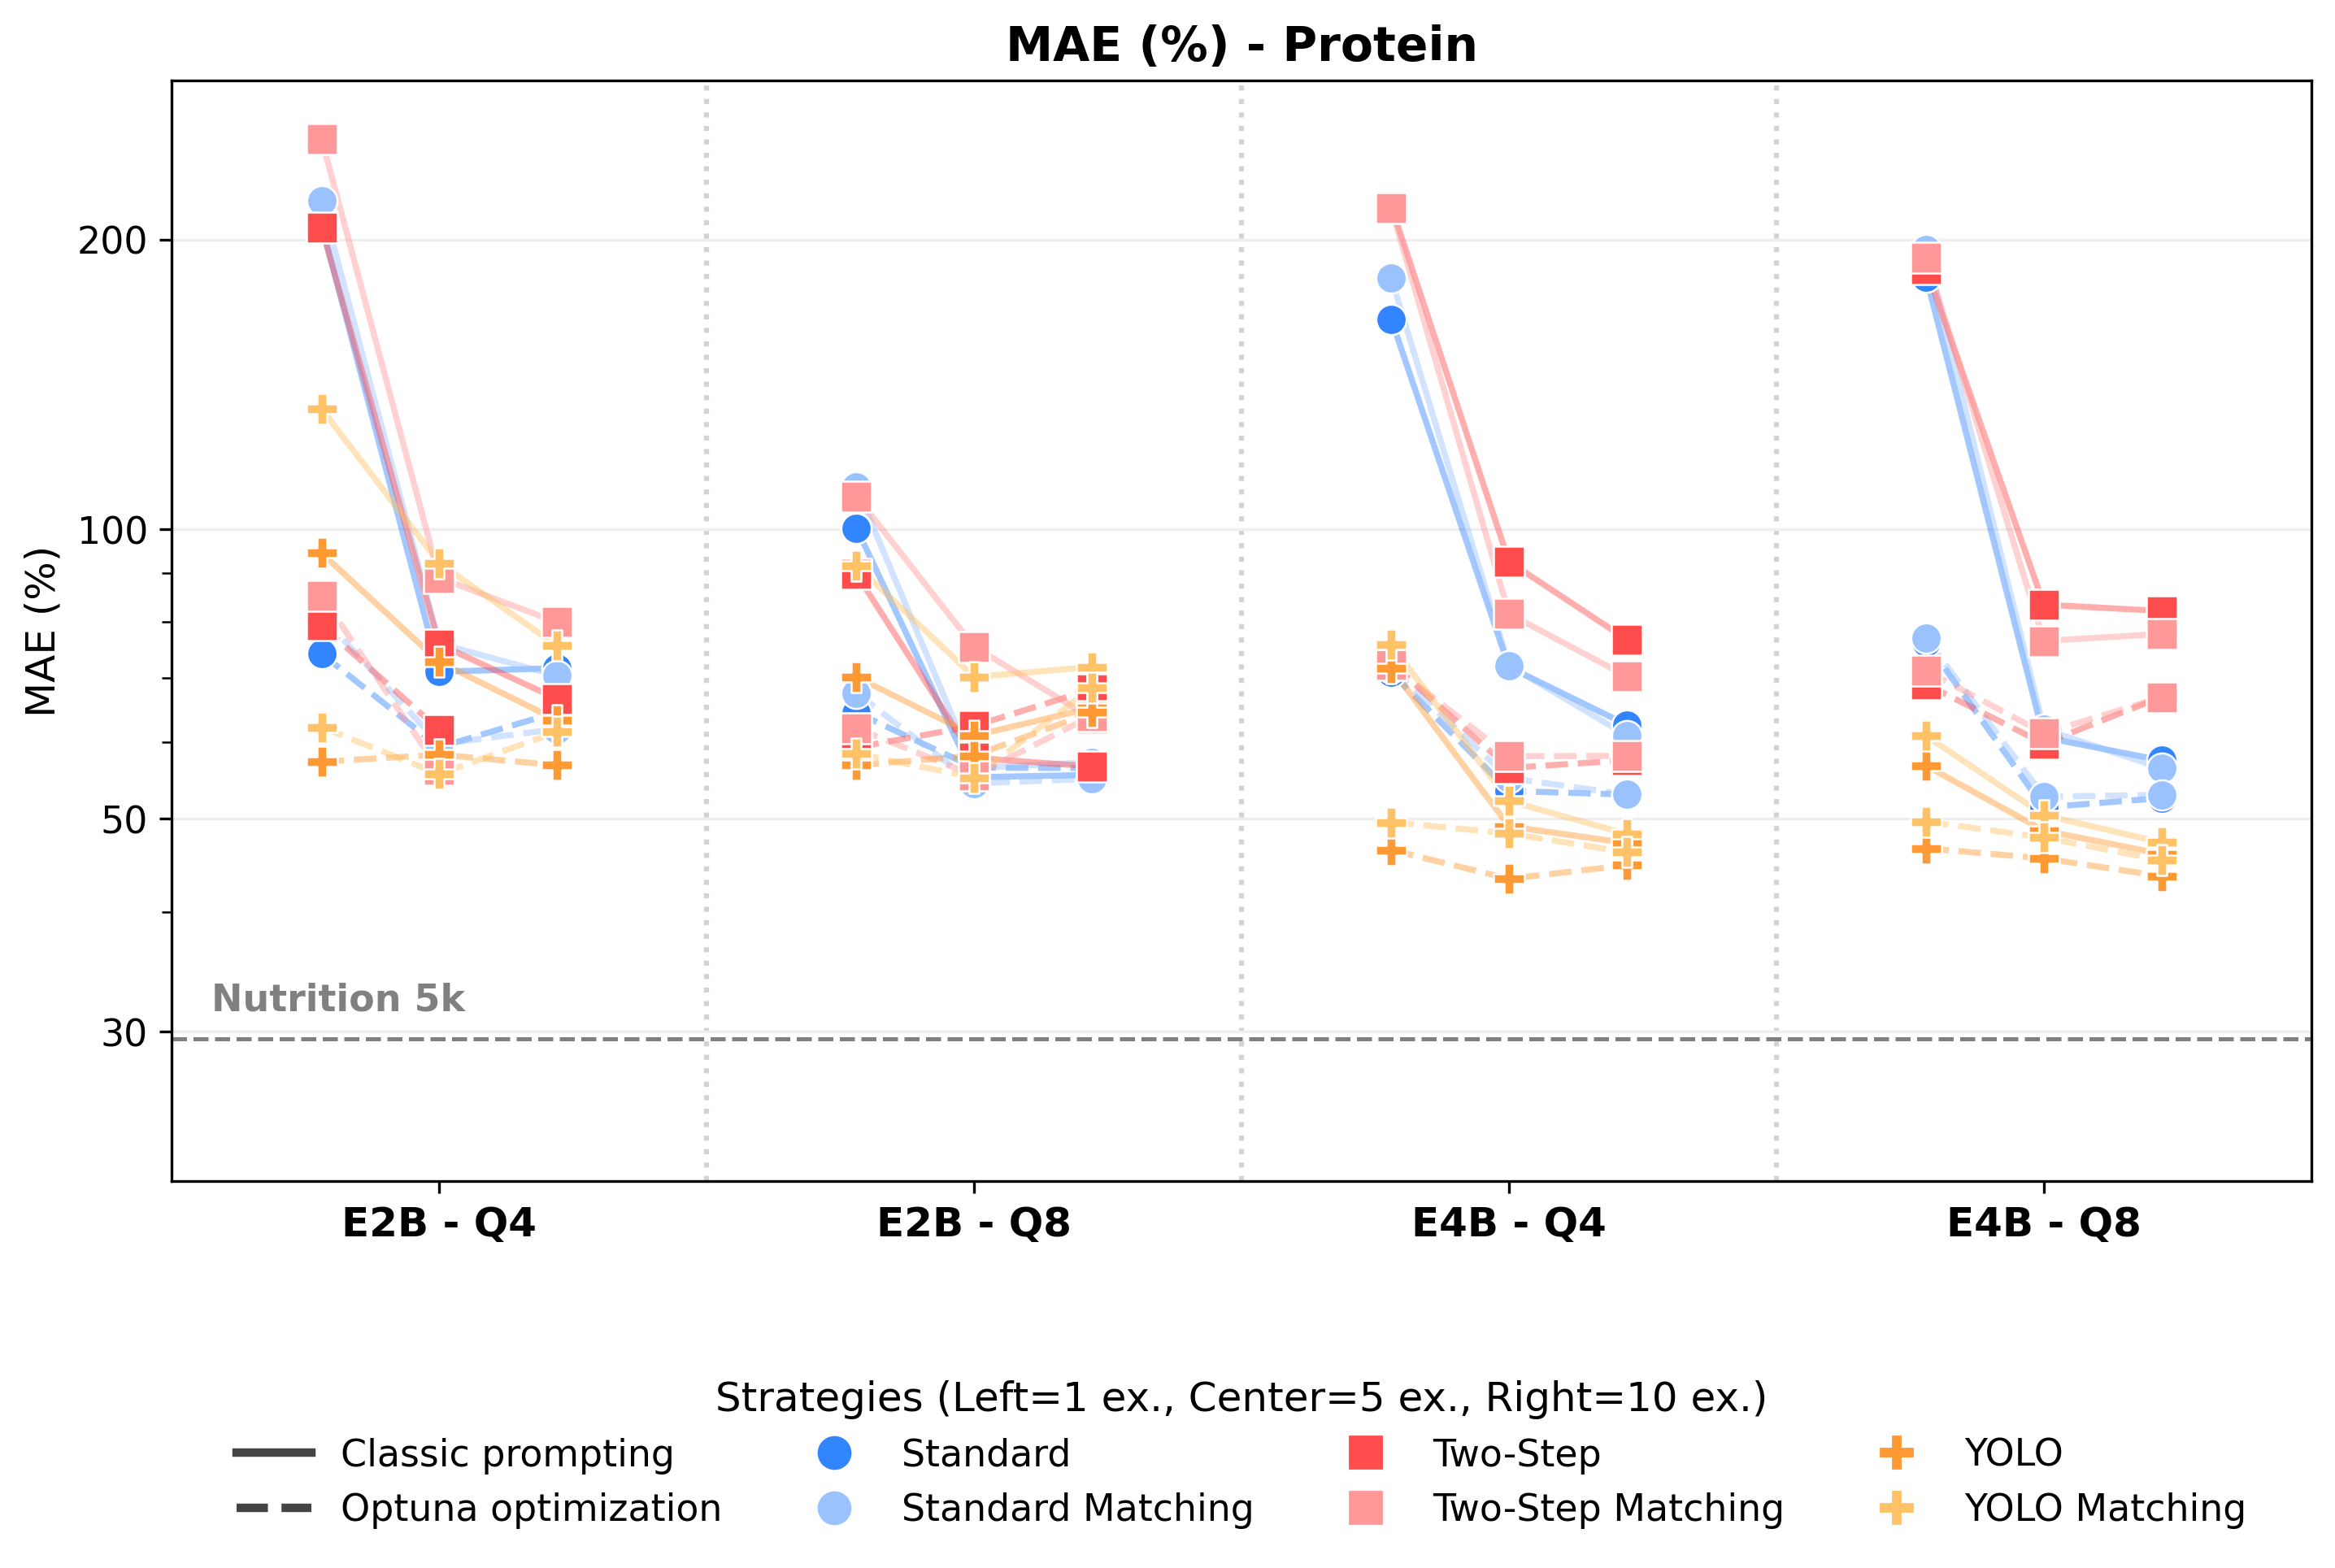 MAE (%) - Protein
MAE (%)
200
100
50
30
Nutrition 5k
E2B - Q4
E2B - Q8
E4B - Q4
E4B - Q8
Strategies (Left=1 ex., Center=5 ex., Right=10 ex.)
Classic prompting
Optuna optimization
Standard
Standard Matching
Two-Step
Two-Step Matching
YOLO
YOLO Matching